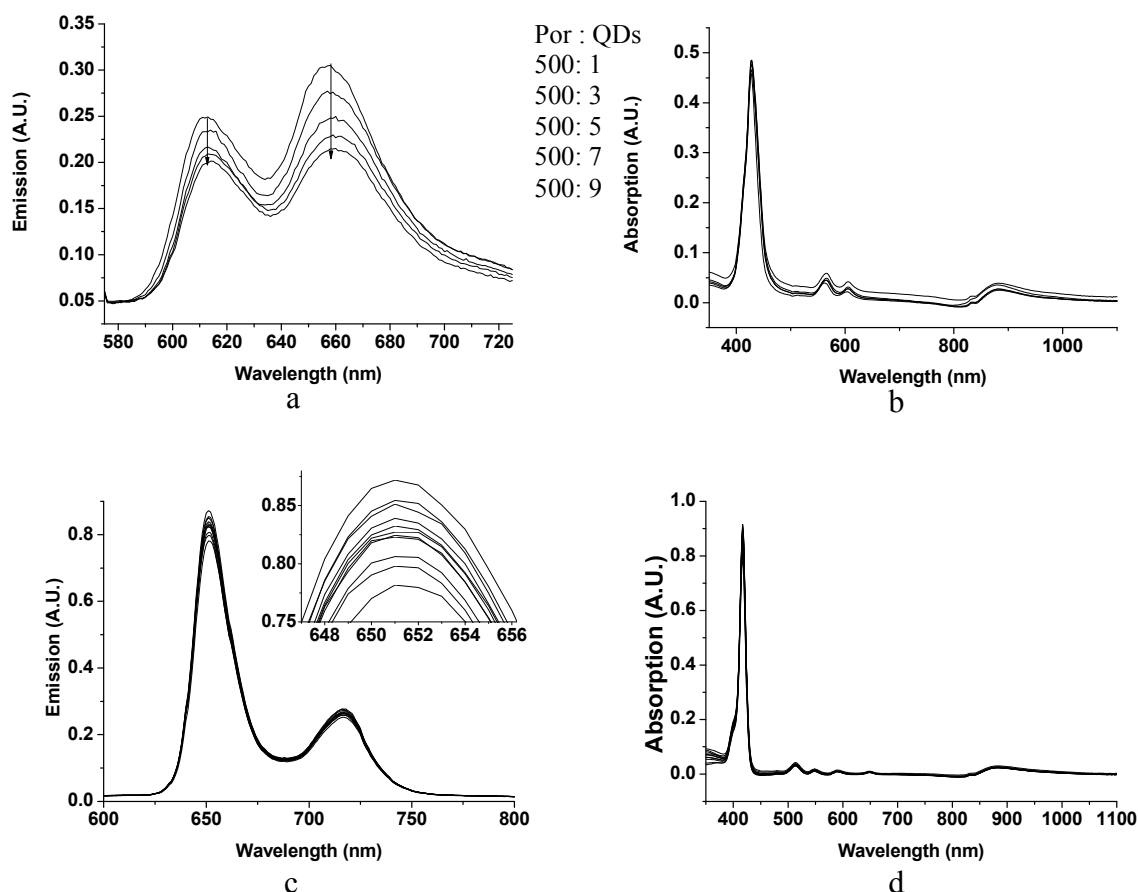 0.35
0.30
0.25
0.20
0.15
0.10
0.05
Emission (A.U.)
580 600 620 640 660 680 700 720
Wavelength (nm)
a
Por : QDs
500: 1
500: 3
500: 5
500: 7
500: 9
0.5
0.4
0.3
0.2
0.1
0.0
Absorption (A.U.)
400 600 800 1000
Wavelength (nm)
b
0.8
0.6
0.4
0.2
0.0
Emission (A.U.)
600 650 700 750 800
Wavelength (nm)
c
0.85
0.80
0.75
648 650 652 654 656
1.0
0.8
0.6
0.4
0.2
0.0
Absorption (A.U.)
400 500 600 700 800 900 1000 1100
Wavelength (nm)
d